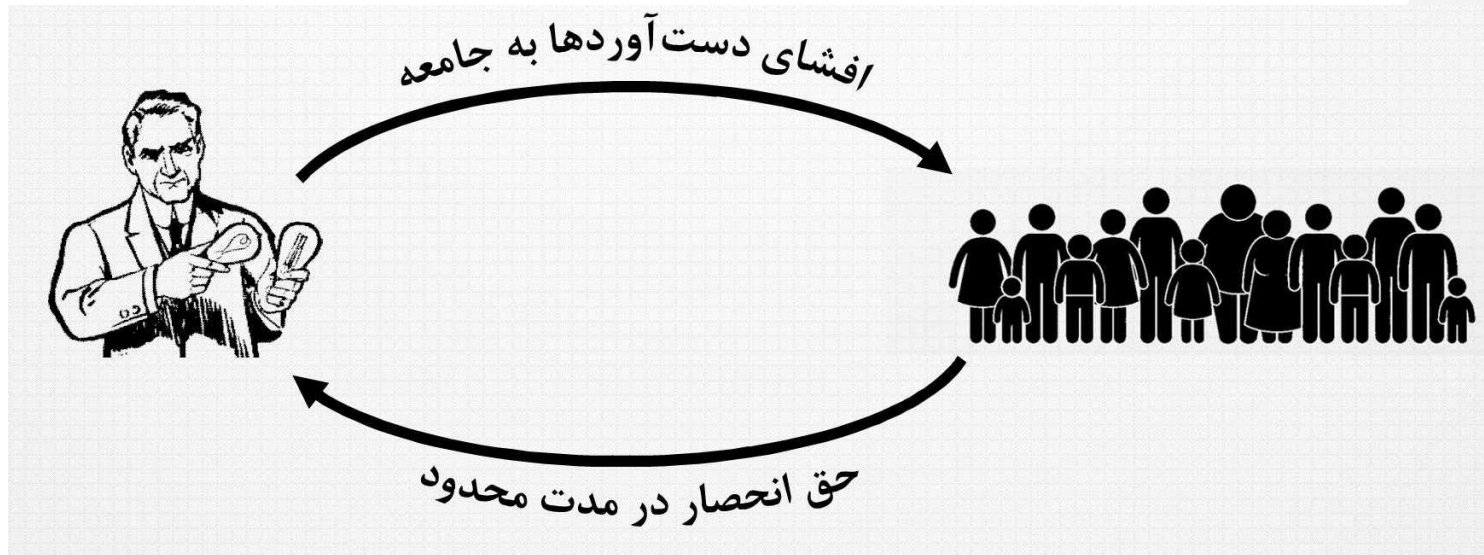 افشای دست‌آوردها به جامعه
حق انحصار در مدت محدود